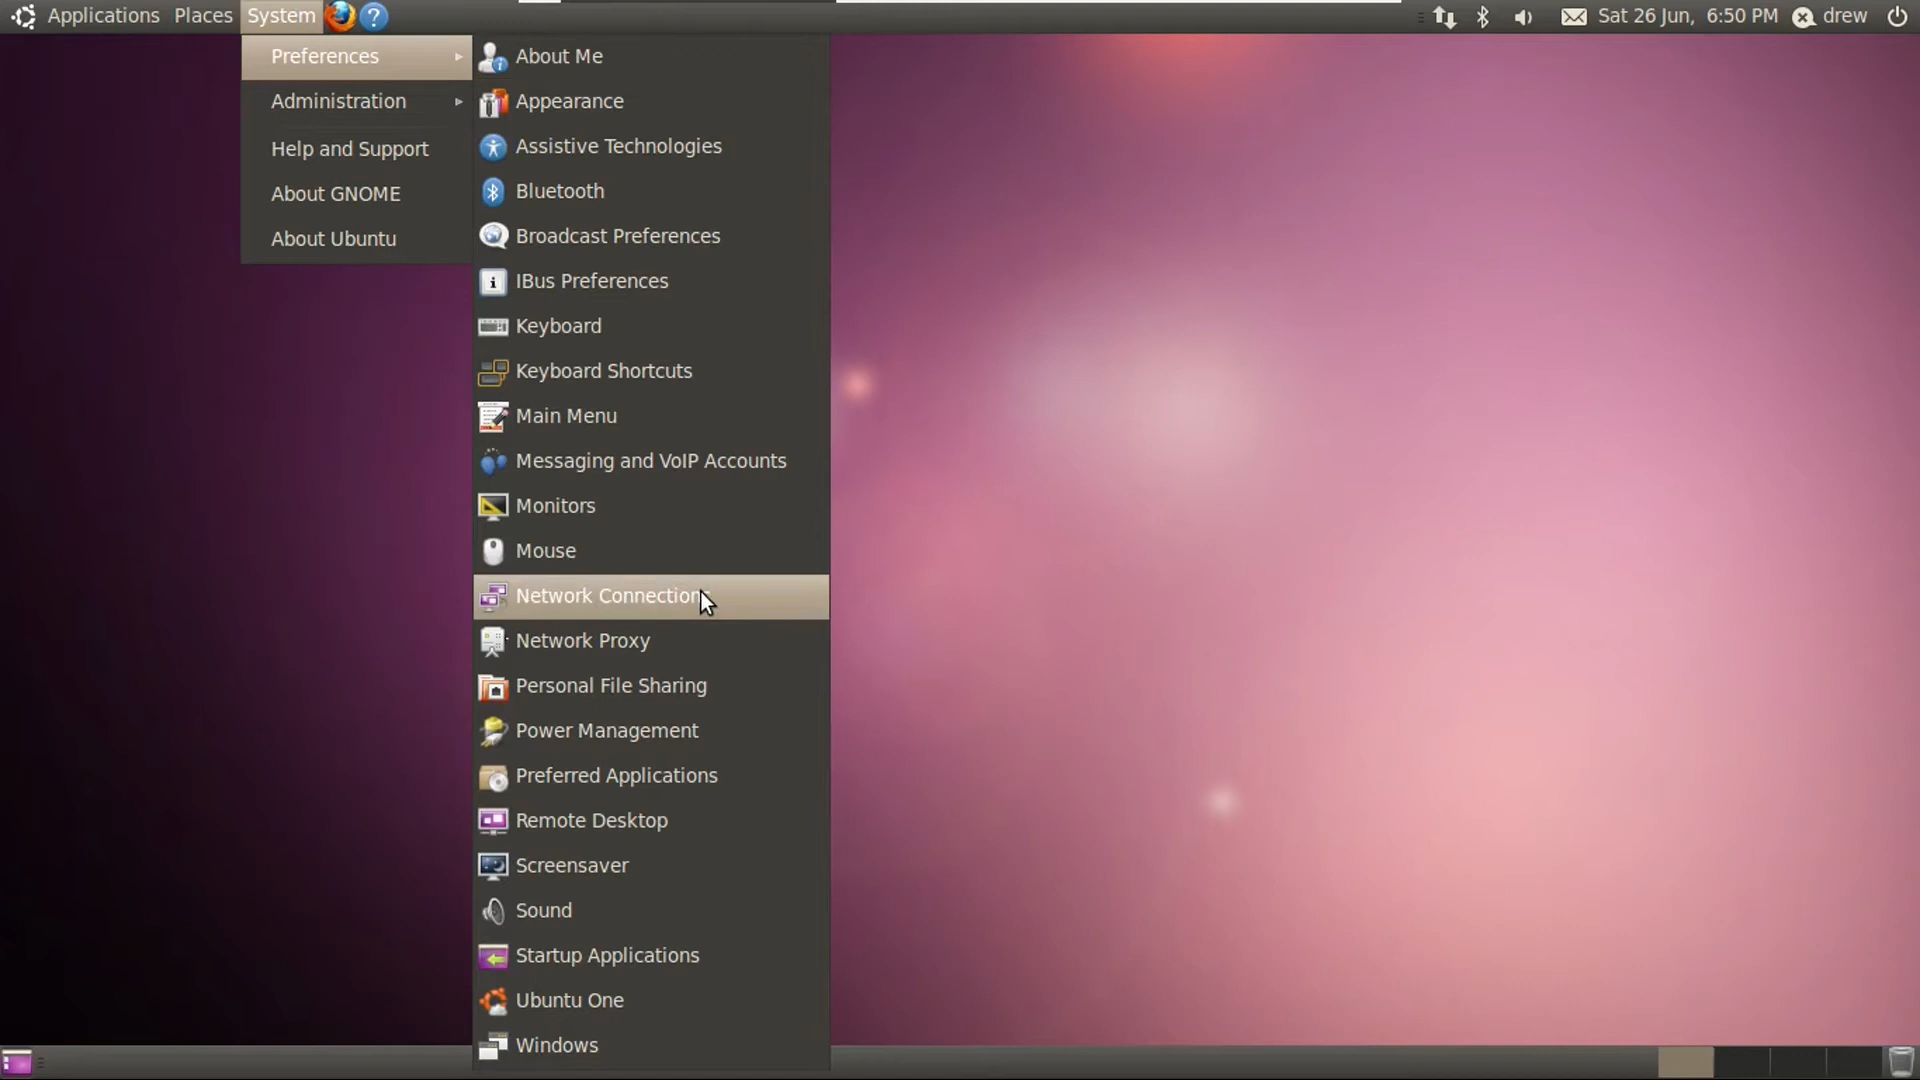 Applications Places System ? Sat 26 Jun, 6:50 PM drew
Preferences
Administration
Help and Support
About GNOME
About Ubuntu
About Me
Appearance
Assistive Technologies
Bluetooth
Broadcast Preferences
IBus Preferences
Keyboard
Keyboard Shortcuts
Main Menu
Messaging and VoIP Accounts
Monitors
Mouse
Network Connections
Network Proxy
Personal File Sharing
Power Management
Preferred Applications
Remote Desktop
Screensaver
Sound
Startup Applications
Ubuntu One
Windows